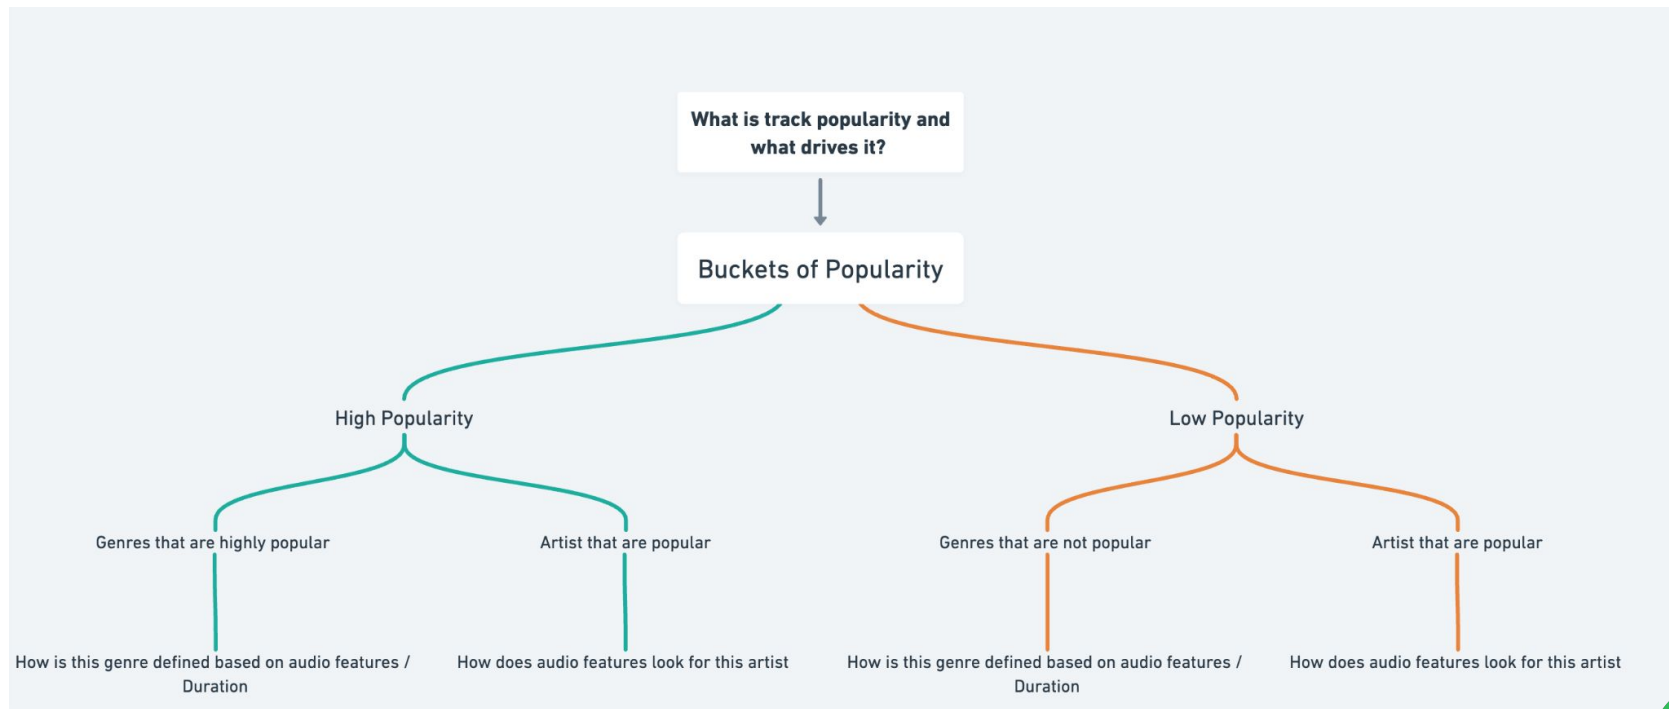 What is track popularity and
what drives it?
Buckets of Popularity
High Popularity
Low Popularity
Genres that are highly popular
Artist that are popular
Genres that are not popular
Artist that are popular
How is this genre defined based on audio features /
Duration
How does audio features look for this artist
How is this genre defined based on audio features /
Duration
How does audio features look for this artist